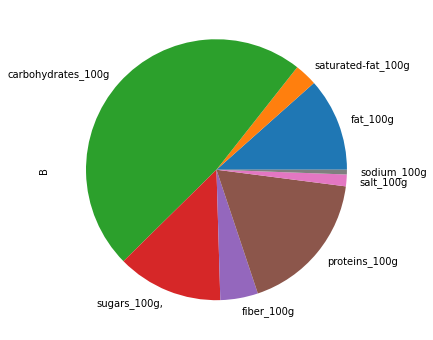 saturated-fat_100g
carbohydrates_100g
fat_100g
B
sodium_100g
salt_100g
proteins_100g
sugars_100g,
fiber_100g